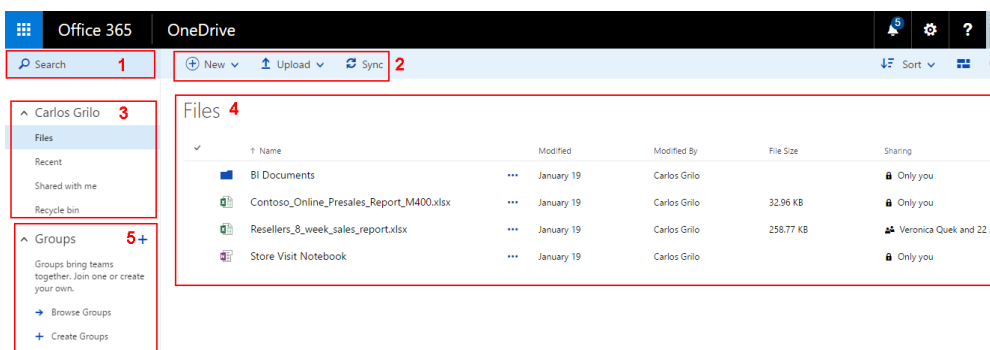 Office 365 OneDrive 5 ?
Search 1 New Upload Sync 2 Sort
Carlos Grilo 3
Files
Recent
Shared with me
Recycle bin
Groups 5 +
Groups bring teams
together. Join one or create
your own.
Browse Groups
+ Create Groups
Files 4
Name Modified Modified By File Size Sharing
BI Documents ... January 19 Carlos Grilo Only you
Contoso_Online_Presales_Report_M400.xlsx ... January 19 Carlos Grilo 32.96 KB Only you
Resellers_8_week_sales_report.xlsx ... January 19 Carlos Grilo 258.77 KB Veronica Quek and 22
Store Visit Notebook ... January 19 Carlos Grilo Only you